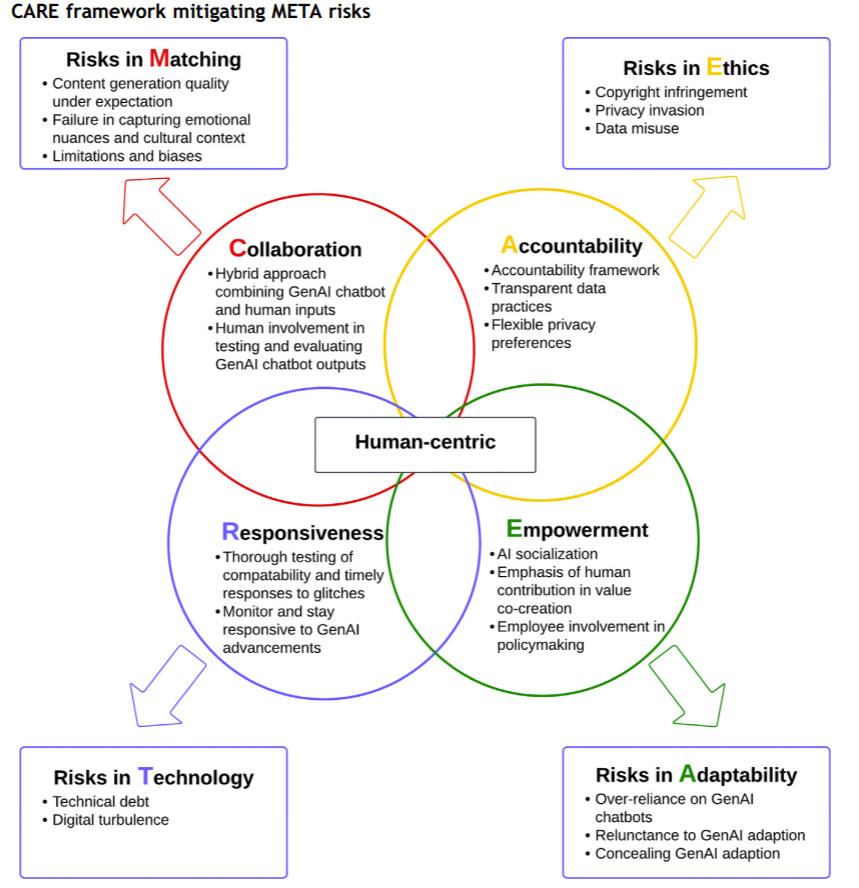 CARE framework mitigating META risks
Risks in Matching
• Content generation quality
under expectation
• Failure in capturing emotional
nuances and cultural context
• Limitations and biases
Risks in Ethics
• Copyright infringement
• Privacy invasion
• Data misuse
Collaboration
• Hybrid approach
combining GenAI chatbot
and human inputs
• Human involvement in
testing and evaluating
GenAI chatbot outputs
Accountability
• Accountability framework
• Transparent data
practices
• Flexible privacy
preferences
Human-centric
Responsiveness
• Thorough testing of
compatability and timely
responses to glitches
• Monitor and stay
responsive to GenAI
advancements
Empowerment
• AI socialization
• Emphasis of human
contribution in value
co-creation
• Employee involvement in
policymaking
Risks in Technology
• Technical debt
• Digital turbulence
Risks in Adaptability
• Over-reliance on GenAI
chatbots
• Relunctance to GenAI adaption
• Concealing GenAI adaption